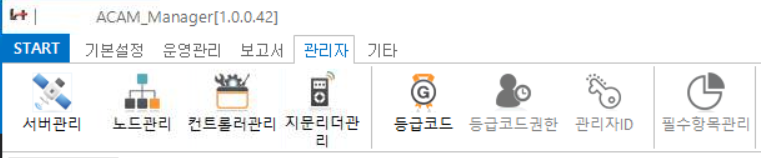 ACAM_Manager[1.0.0.42]
START 기본설정 운영관리 보고서 관리자 기타
서버관리 노드관리 컨트롤러관리 지문리더관리 등급코드 등급코드권한 관리자ID 필수항목관리